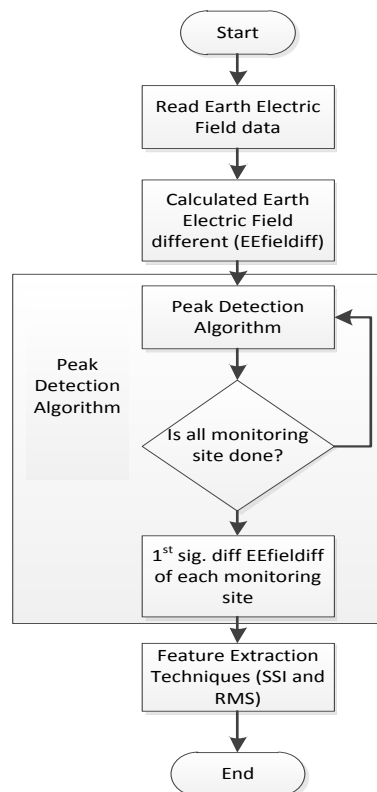 Start
Read Earth Electric
Field data
Calculated Earth
Electric Field
different (EEfieldiff)
Peak Detection
Algorithm
Peak
Detection
Algorithm
Is all monitoring
site done?
1st sig. diff EEfieldiff
of each monitoring
site
Feature Extraction
Techniques (SSI and
RMS)
End